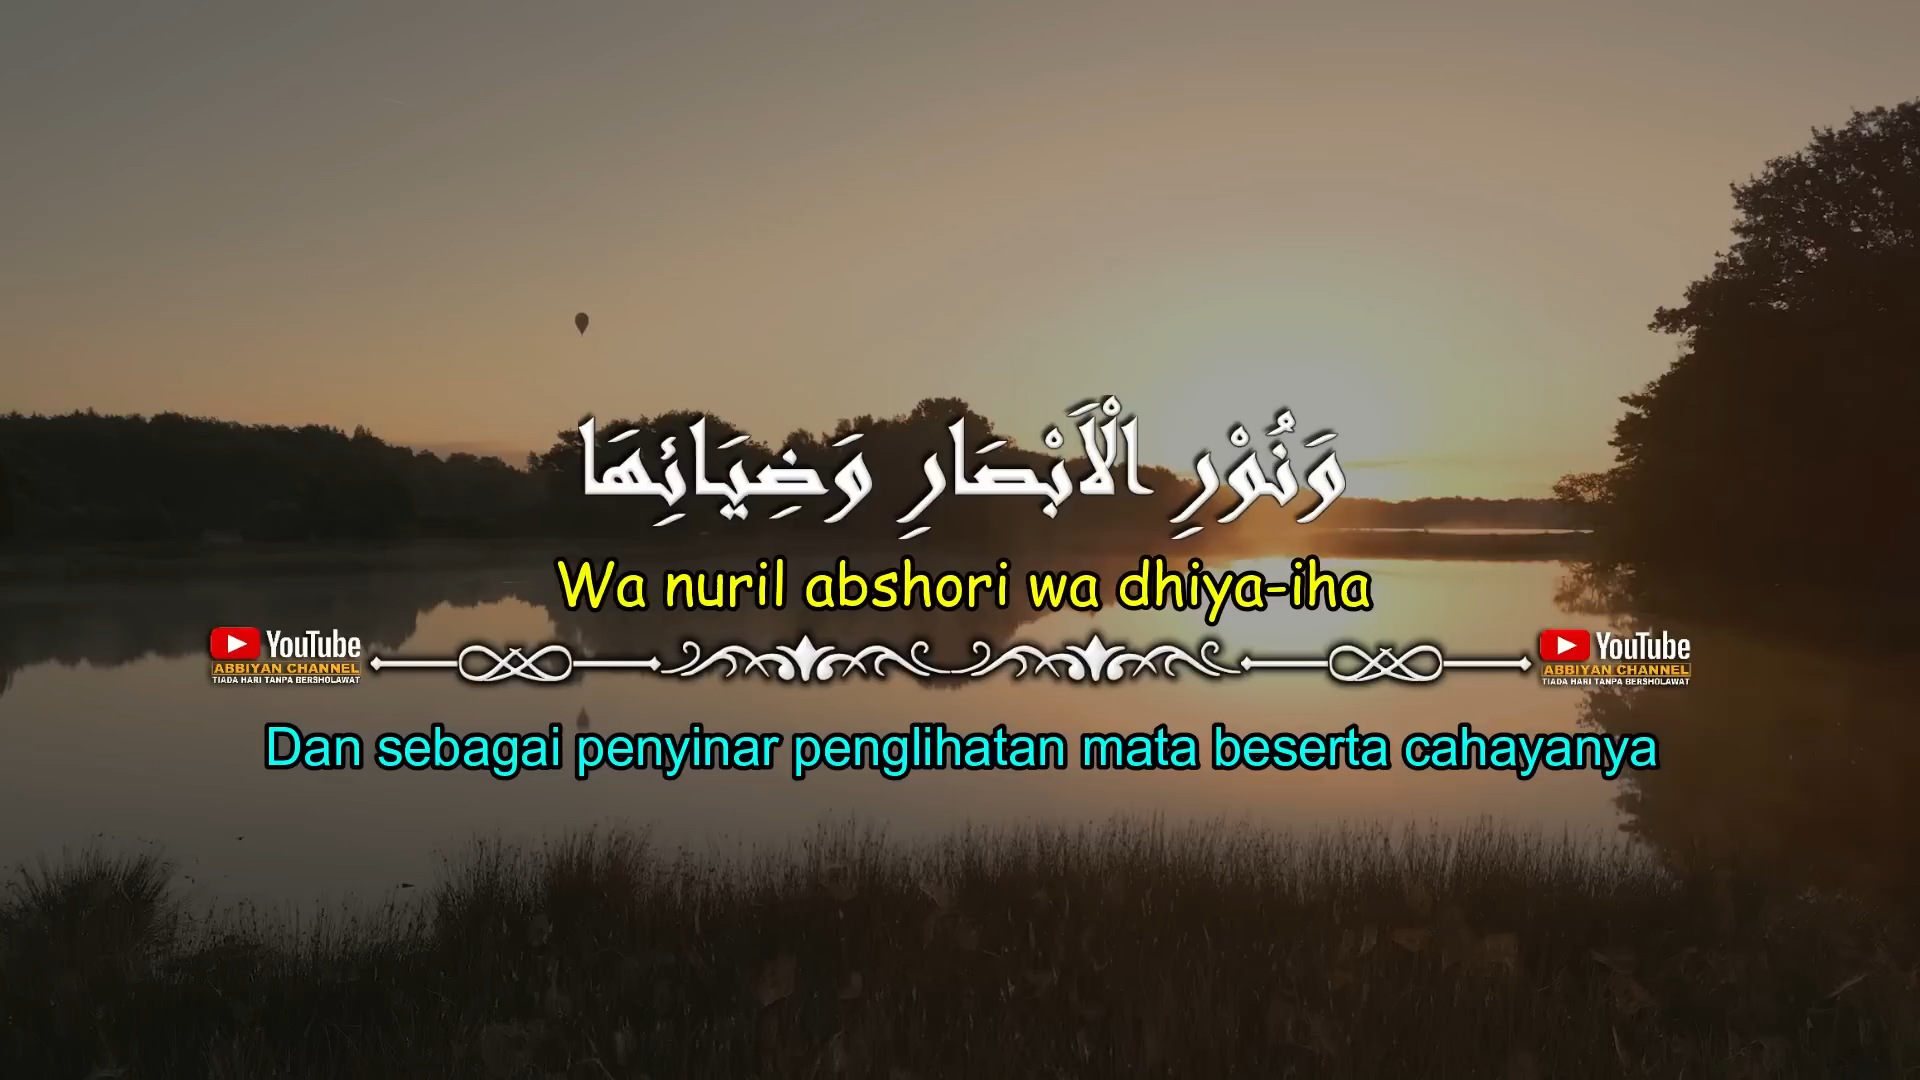 وَنُوْرِ الْاَبْصَارِ وَضِيَائِهَا
Wa nuril abshori wa dhiya-iha
YouTube
ABBIYAN CHANNEL
TIADA HARI TANPA BERSHOLAWAT
YouTube
ABBIYAN CHANNEL
TIADA HARI TANPA BERSHOLAWAT
Dan sebagai penyinar penglihatan mata beserta cahayanya